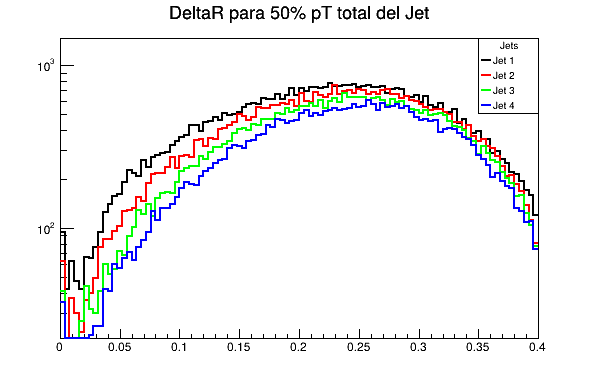 DeltaR para 50% pT total del Jet
Jets
Jet 1
Jet 2
Jet 3
Jet 4
10³
10²
0 0.05 0.1 0.15 0.2 0.25 0.3 0.35 0.4